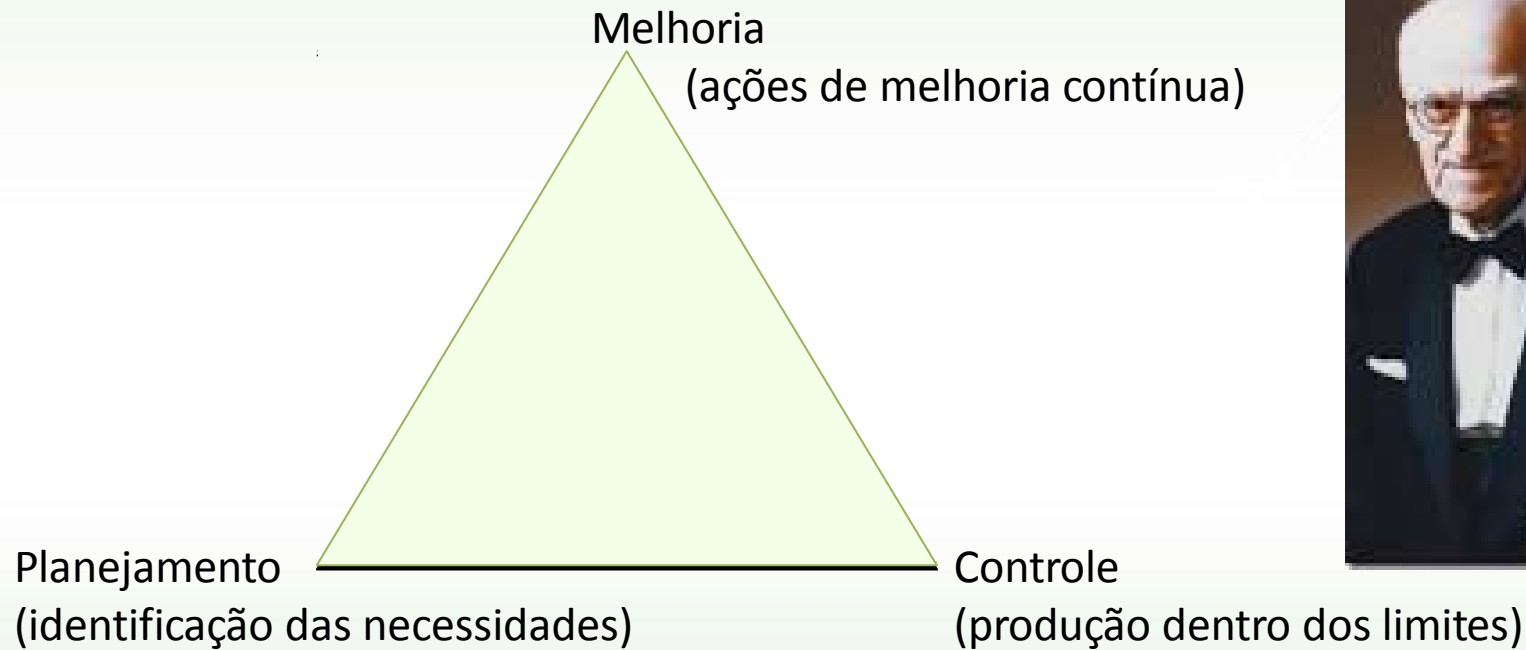 Melhoria
(ações de melhoria contínua)
Planejamento
(identificação das necessidades)
Controle
(produção dentro dos limites)